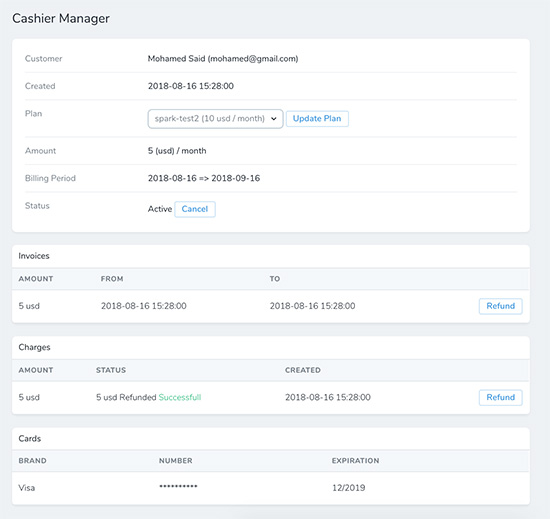 Cashier Manager
Customer Mohamed Said (mohamed@gmail.com)
Created 2018-08-16 15:28:00
Plan spark-test2 (10 usd / month) Update Plan
Amount 5 (usd) / month
Billing Period 2018-08-16 => 2018-09-16
Status Active Cancel
Invoices
AMOUNT FROM TO
5 usd 2018-08-16 15:28:00 2018-08-16 15:28:00 Refund
Charges
AMOUNT STATUS CREATED
5 usd 5 usd Refunded Successfull 2018-08-16 15:28:00 Refund
Cards
BRAND NUMBER EXPIRATION
Visa ********** 12/2019